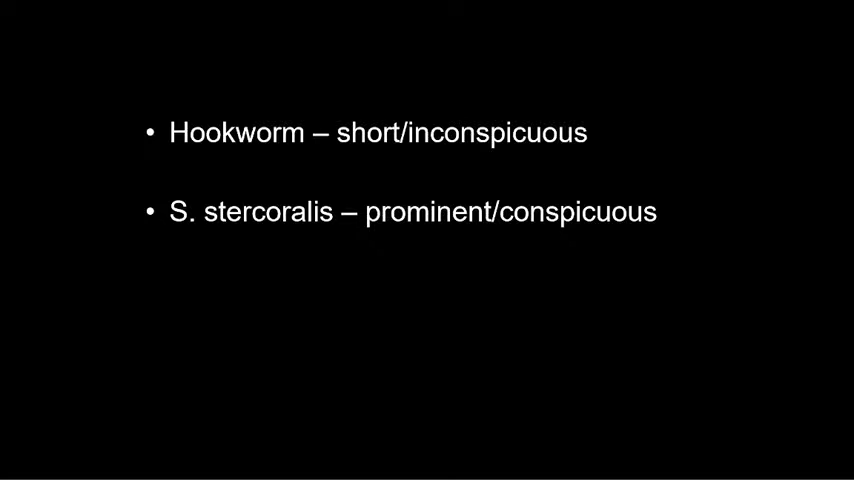 • Hookworm – short/inconspicuous
• S. stercoralis – prominent/conspicuous